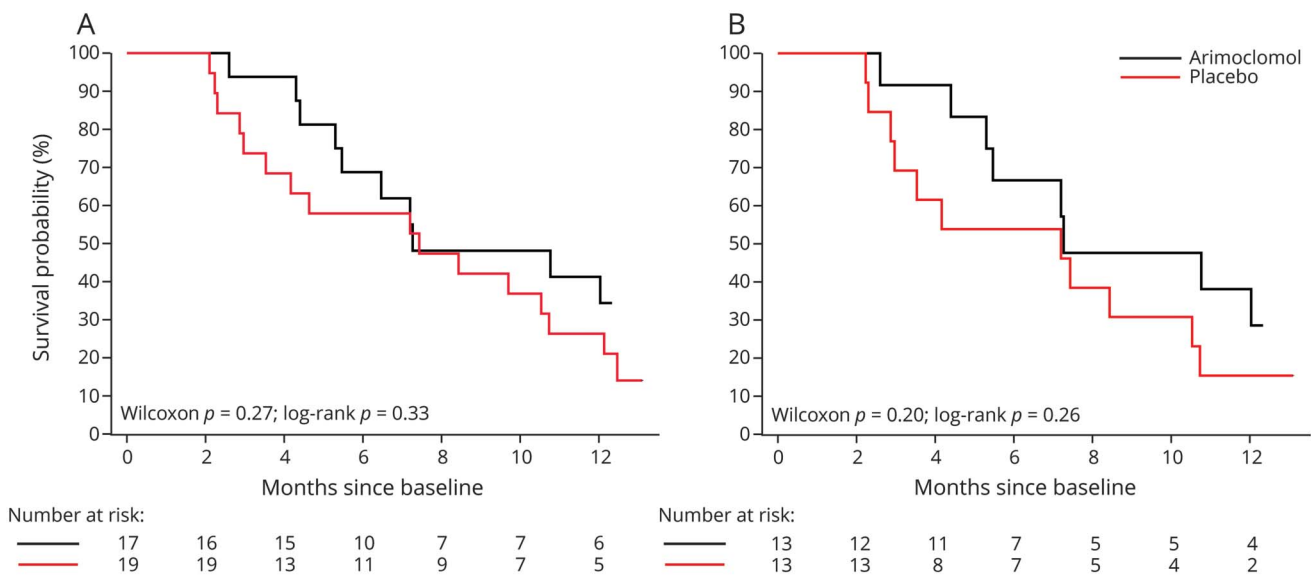 A
Survival probability (%)
100
90
80
70
60
50
40
30
20
10
0
Wilcoxon p = 0.27; log-rank p = 0.33
0 2 4 6 8 10 12
Months since baseline
Number at risk:
17 16 15 10 7 7 6
19 19 13 11 9 7 5
B
Arimoclomol
Placebo
100
90
80
70
60
50
40
30
20
10
0
Wilcoxon p = 0.20; log-rank p = 0.26
0 2 4 6 8 10 12
Months since baseline
Number at risk:
13 12 11 7 5 5 4
13 13 8 7 5 4 2